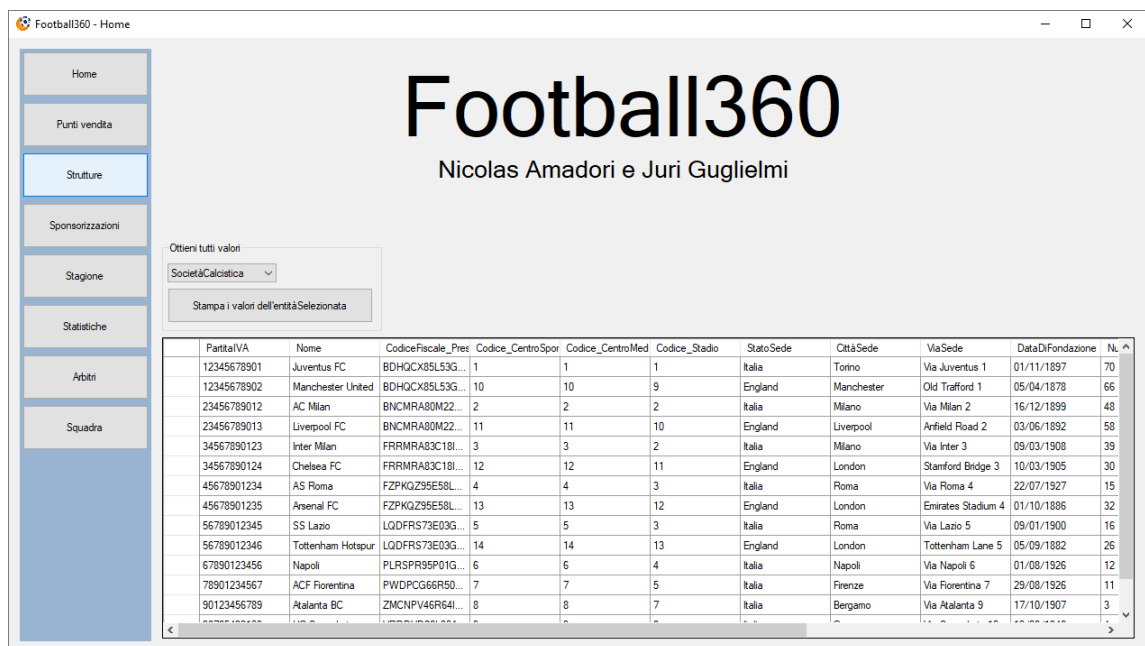 Football360 - Home
Home
Punti vendita
Strutture
Sponsorizzazioni
Stagione
Statistiche
Arbitri
Squadra
Football360
Nicolas Amadori e Juri Guglielmi
Ottieni tutti valori
SocietàCalcistica
Stampa i valori dell'entitàSelezionata
PartitaIVA Nome CodiceFiscale_Pres Codice_CentroSpor Codice_CentroMed Codice_Stadio StatoSede CittàSede ViaSede DataDiFondazione Nu
12345678901 Juventus FC BDHQCX85L53G... 1 1 1 Italia Torino Via Juventus 1 01/11/1897 70
12345678902 Manchester United BDHQCX85L53G... 10 10 9 England Manchester Old Trafford 1 05/04/1878 66
23456789012 AC Milan BNCMRA80M22... 2 2 2 Italia Milano Via Milan 2 16/12/1899 48
23456789013 Liverpool FC BNCMRA80M22... 11 11 10 England Liverpool Anfield Road 2 03/06/1892 58
34567890123 Inter Milan FRRMRA83C18I... 3 3 2 Italia Milano Via Inter 3 09/03/1908 39
34567890124 Chelsea FC FRRMRA83C18I... 12 12 11 England London Stamford Bridge 3 10/03/1905 30
45678901234 AS Roma FZPKQZ95E58L... 4 4 3 Italia Roma Via Roma 4 22/07/1927 15
45678901235 Arsenal FC FZPKQZ95E58L... 13 13 12 England London Emirates Stadium 4 01/10/1886 32
56789012345 SS Lazio LQDFRS73E03G... 5 5 3 Italia Roma Via Lazio 5 09/01/1900 16
56789012346 Tottenham Hotspur LQDFRS73E03G... 14 14 13 England London Tottenham Lane 5 05/09/1882 26
67890123456 Napoli PLRSPR95P01G... 6 6 4 Italia Napoli Via Napoli 6 01/08/1926 12
78901234567 ACF Fiorentina PWDPCG66R50... 7 7 5 Italia Firenze Via Fiorentina 7 29/08/1926 11
90123456789 Atalanta BC ZMCNPV46R64I... 8 8 7 Italia Bergamo Via Atalanta 9 17/10/1907 3